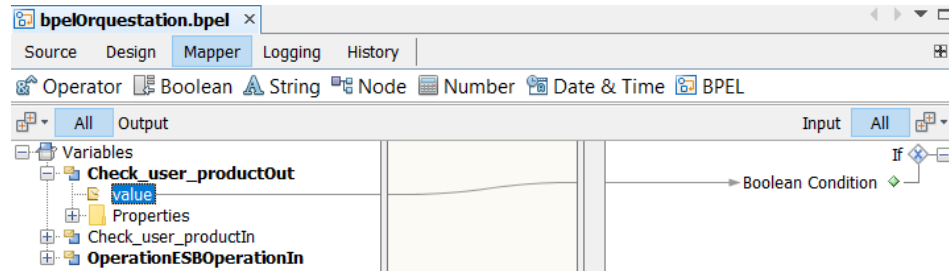 bpelOrquestation.bpel ×
Source Design Mapper Logging History
Operator Boolean String Node Number Date & Time BPEL
All Output Input All
Variables If
Check_user_productOut
value Boolean Condition
Properties
Check_user_productIn
OperationESBOperationIn